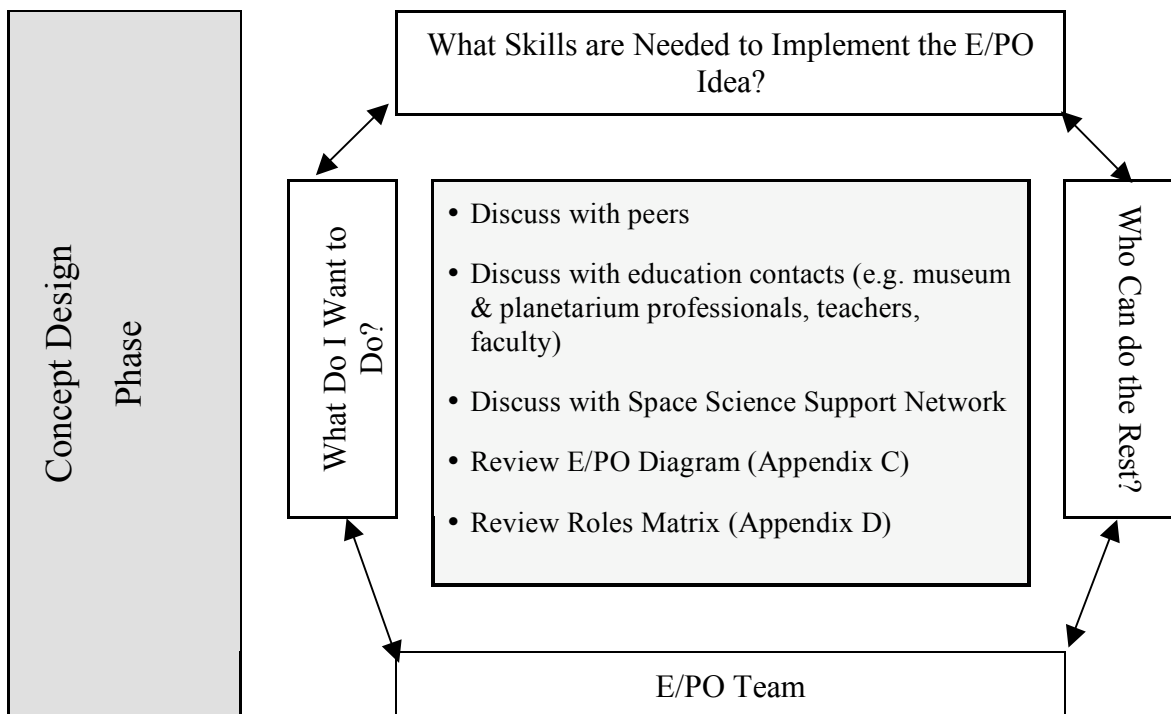 What Skills are Needed to Implement the E/PO
Idea?
Concept Design
Phase
What Do I Want to
Do?
• Discuss with peers
• Discuss with education contacts (e.g. museum
& planetarium professionals, teachers,
faculty)
• Discuss with Space Science Support Network
• Review E/PO Diagram (Appendix C)
• Review Roles Matrix (Appendix D)
Who Can do the Rest?
E/PO Team